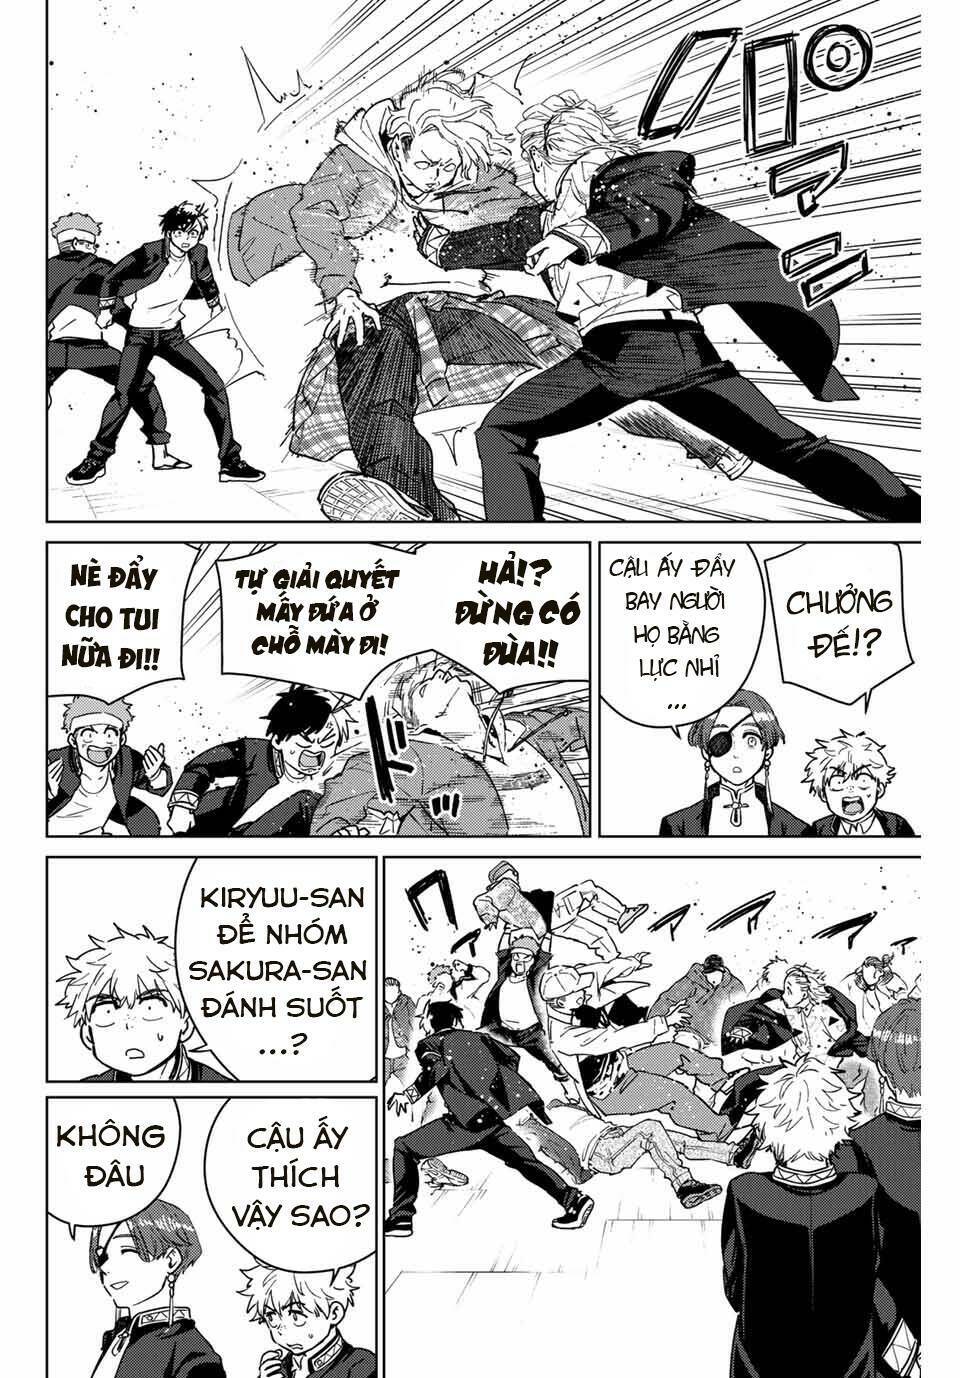 CHƯỞNG
ĐẾ!?
CẬU ẤY ĐẨY
BAY NGƯỜI
HỌ BẰNG
LỰC NHỈ
...
HẢ!?
ĐỪNG CÓ
ĐÙA!!
TỰ GIẢI QUYẾT
MẤY ĐỨA Ở
CHỖ MÀY ĐI!
NÈ ĐẨY
CHO TUI
NỮA ĐI!!
KIRYUU-SAN
ĐỂ NHÓM
SAKURA-SAN
ĐÁNH SUỐT
...?
CẬU ẤY
THÍCH
VẬY SAO?
KHÔNG
ĐÂU